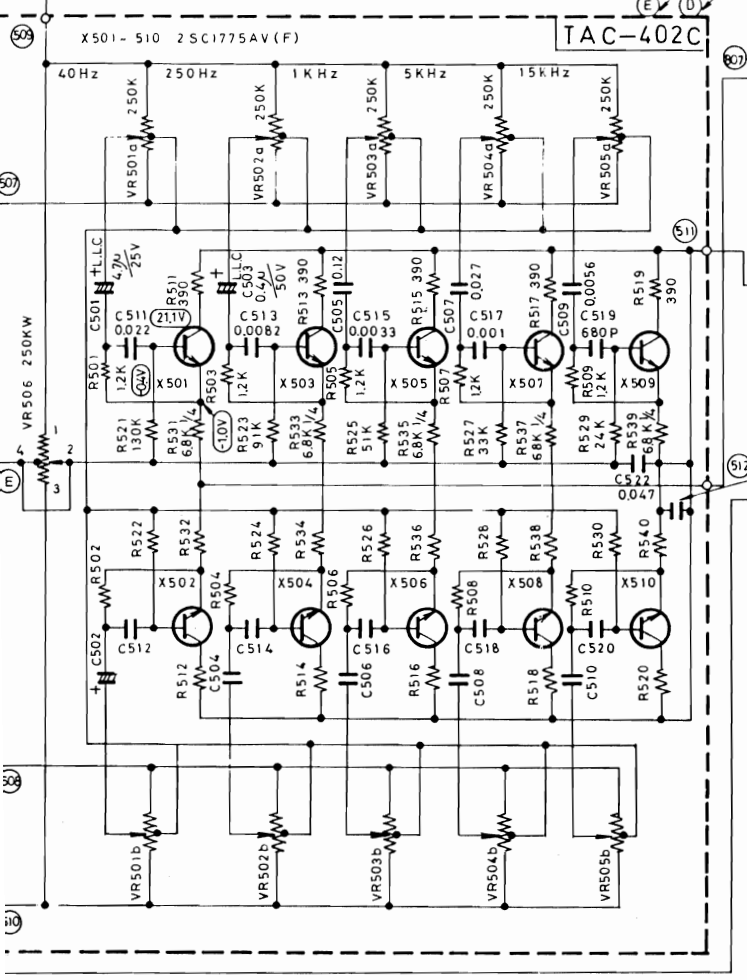 E D
509
X501-510 2SC1775AV(F)
TAC-402C
807
40Hz 250Hz 1KHz 5KHz 15KHz
250K 250K 250K 250K 250K
VR501a VR502a VR503a VR504a VR505a
507
511
+L.L.C
4.7μ/25V
C501
R511 390
+L.L.C
C503
0.47μ/50V
R513 390
C505 0.12
R515 390
C507 0.027
R517 390
C509 0.0056
R519 390
C511 0.022
21.1V
C513 0.0082
C515 0.0033
C517 0.001
C519 680P
R501 1.2K
-0.4V
X501
R503 1.2K
X503
R505 1.2K
X505
R507 1.2K
X507
R509 1.2K
X509
VR506 250KW
R521 130K
R531 6.8K 1/4
-1.0V
R523 91K
R533 6.8K 1/4
R525 51K
R535 6.8K 1/4
R527 33K
R537 6.8K 1/4
R529 24K
R539 6.8K 1/4
1
4 2
3
E
C522 0.047
512
R522 R532 R524 R534 R526 R536 R528 R538 R530 R540
R502 X502 R504 X504 R506 X506 R508 X508 R510 X510
C502 + C512 C514 C516 C518 C520
R512 C504 R514 C506 R516 C508 R518 C510 R520
508
VR501b VR502b VR503b VR504b VR505b
510